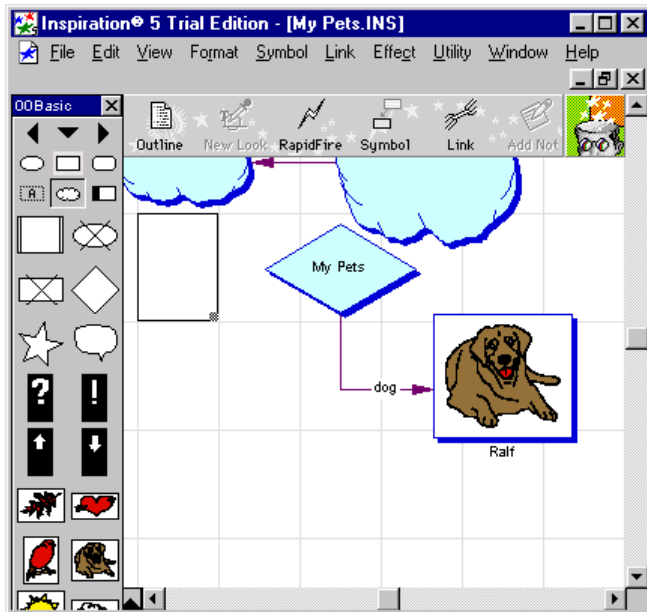 Inspiration® 5 Trial Edition - [My Pets.INS]
File Edit View Format Symbol Link Effect Utility Window Help
00Basic
Outline New Look RapidFire Symbol Link Add Not
A
? !
My Pets
dog
Ralf